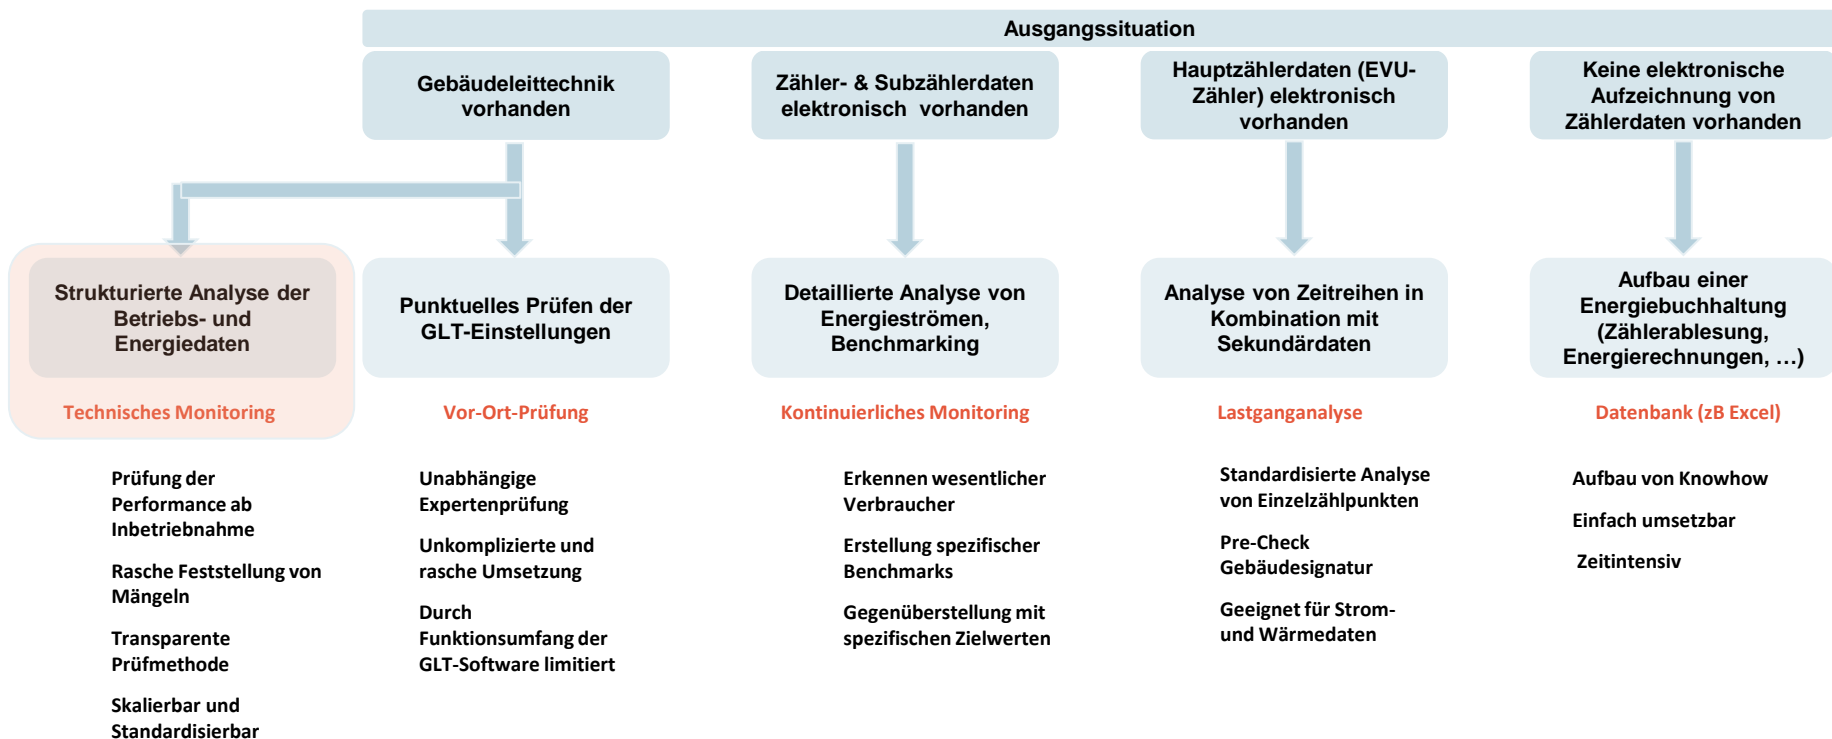 Ausgangssituation
Gebäudeleittechnik
vorhanden
Zähler- & Subzählerdaten
elektronisch vorhanden
Hauptzählerdaten (EVU-
Zähler) elektronisch
vorhanden
Keine elektronische
Aufzeichnung von
Zählerdaten vorhanden
Strukturierte Analyse der
Betriebs- und
Energiedaten
Punktuelles Prüfen der
GLT-Einstellungen
Detaillierte Analyse von
Energieströmen,
Benchmarking
Analyse von Zeitreihen in
Kombination mit
Sekundärdaten
Aufbau einer
Energiebuchhaltung
(Zählerablesung,
Energierechnungen, …)
Technisches Monitoring
Vor-Ort-Prüfung
Kontinuierliches Monitoring
Lastganganalyse
Datenbank (zB Excel)
Prüfung der
Performance ab
Inbetriebnahme
Rasche Feststellung von
Mängeln
Transparente
Prüfmethode
Skalierbar und
Standardisierbar
Unabhängige
Expertenprüfung
Unkomplizierte und
rasche Umsetzung
Durch
Funktionsumfang der
GLT-Software limitiert
Erkennen wesentlicher
Verbraucher
Erstellung spezifischer
Benchmarks
Gegenüberstellung mit
spezifischen Zielwerten
Standardisierte Analyse
von Einzelzählpunkten
Pre-Check
Gebäudesignatur
Geeignet für Strom-
und Wärmedaten
Aufbau von Knowhow
Einfach umsetzbar
Zeitintensiv